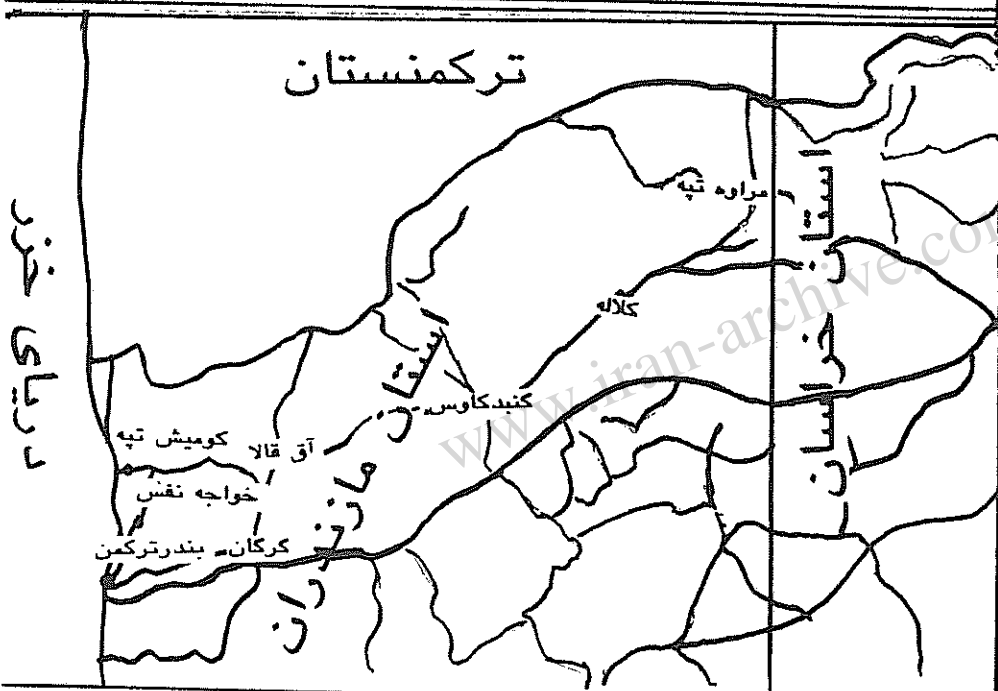 ترکمنستان
دریای خزر
استان خراسان
مراوه تپه
www.iran-archive.com
کلاله
استان مازندران
گنبدکاوس
کومیش تپه
آق قالا
خواجه نفس
گرگان
بندرترکمن